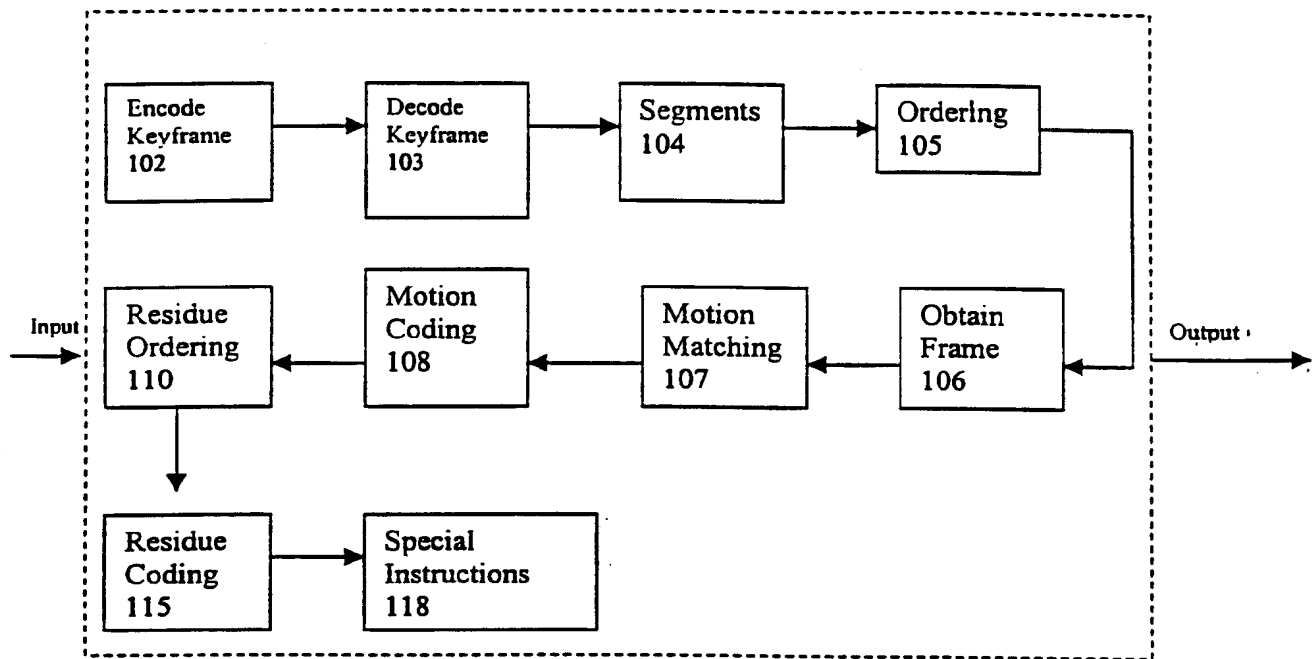 Encode
Keyframe
102
Decode
Keyframe
103
Segments
104
Ordering
105
Input
Residue
Ordering
110
Motion
Coding
108
Motion
Matching
107
Obtain
Frame
106
Output
Residue
Coding
115
Special
Instructions
118